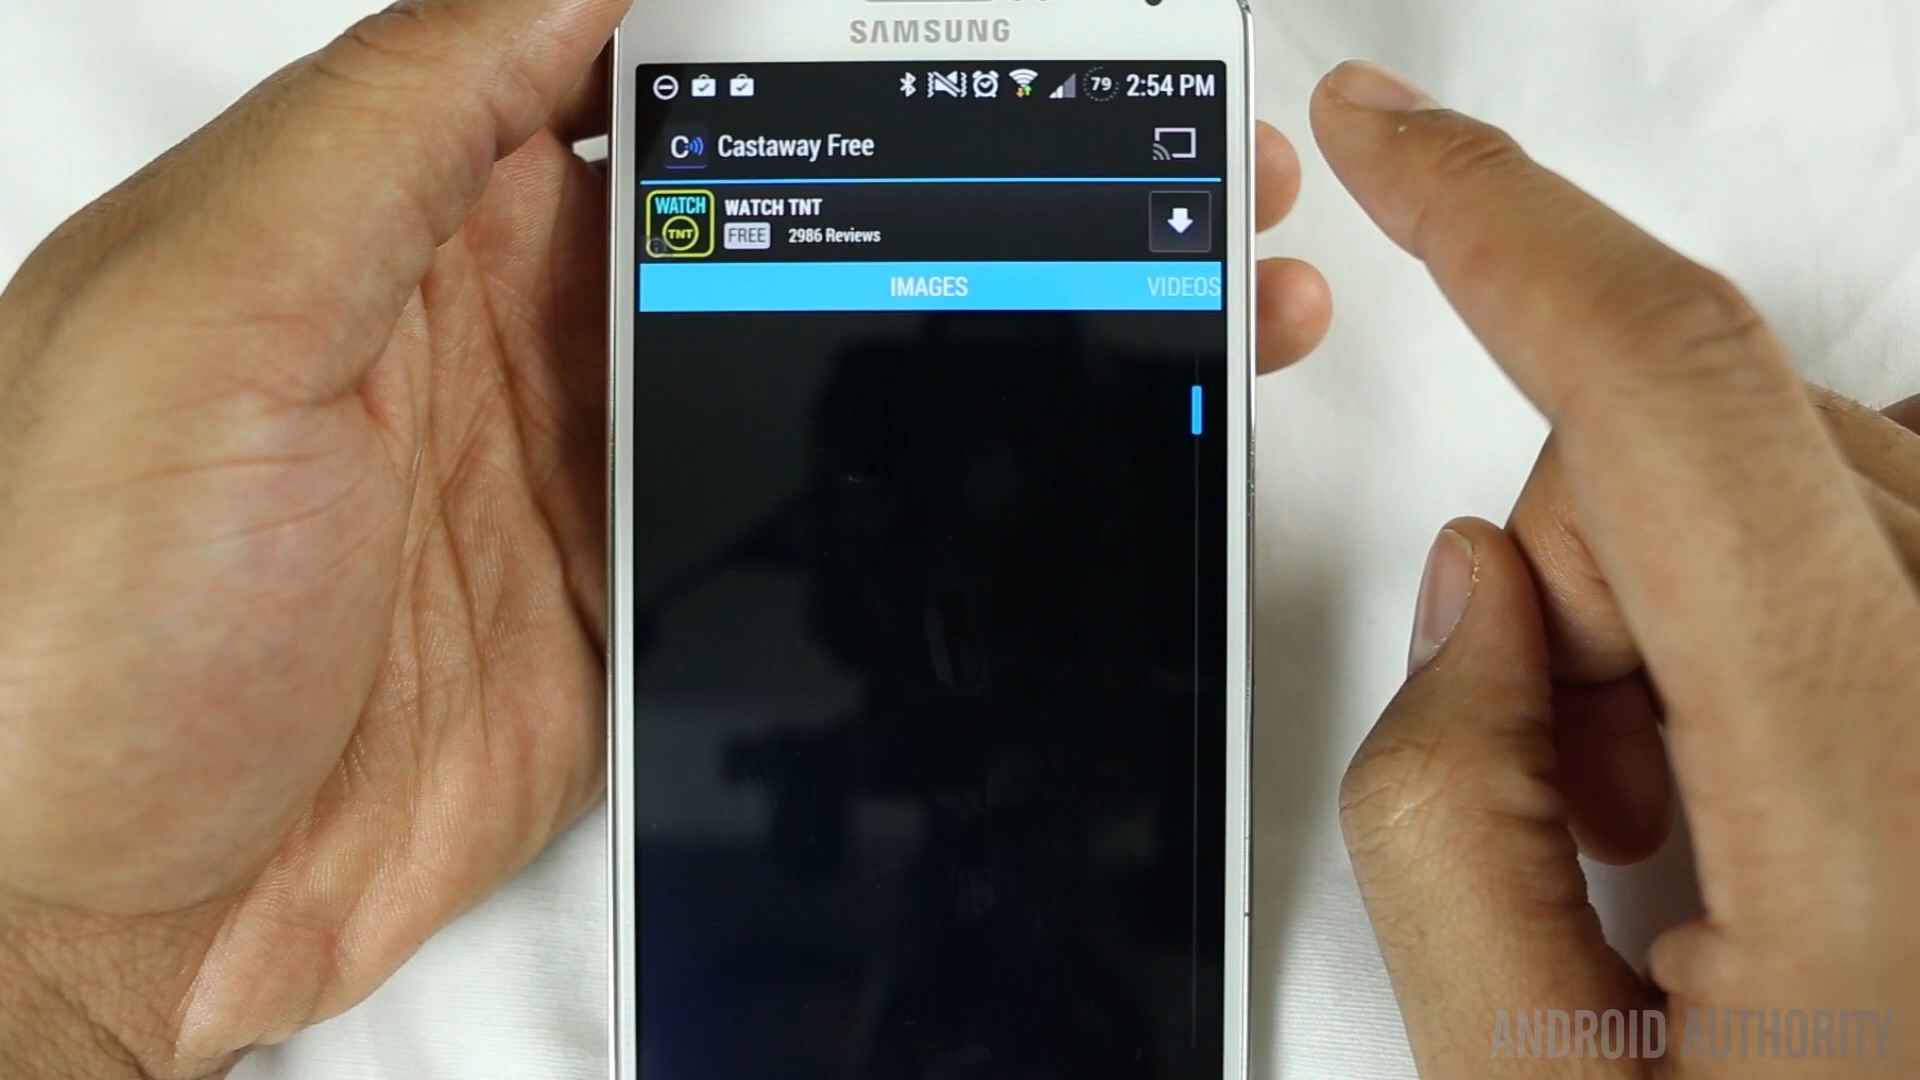 SAMSUNG
79 2:54 PM
C Castaway Free
WATCH TNT
WATCH TNT
FREE 2986 Reviews
IMAGES VIDEOS
ANDROID AUTHORITY